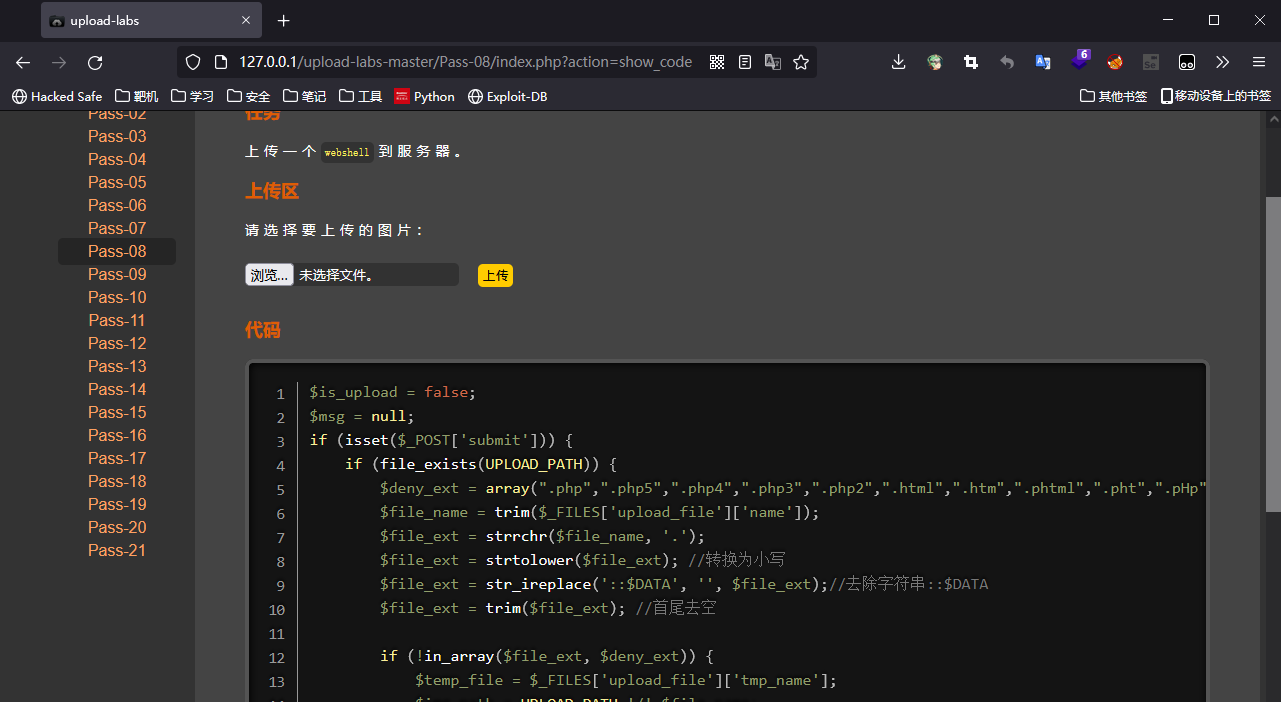 upload-labs
127.0.0.1/upload-labs-master/Pass-08/index.php?action=show_code
6
Hacked Safe 靶机 学习 安全 笔记 工具 Python Exploit-DB 其他书签 移动设备上的书签
Pass-02
Pass-03
Pass-04
Pass-05
Pass-06
Pass-07
Pass-08
Pass-09
Pass-10
Pass-11
Pass-12
Pass-13
Pass-14
Pass-15
Pass-16
Pass-17
Pass-18
Pass-19
Pass-20
Pass-21
任务
上传一个 webshell 到服务器。
上传区
请选择要上传的图片：
浏览... 未选择文件。 上传
代码
1 $is_upload = false;
2 $msg = null;
3 if (isset($_POST['submit'])) {
4 if (file_exists(UPLOAD_PATH)) {
5 $deny_ext = array(".php",".php5",".php4",".php3",".php2",".html",".htm",".phtml",".pht",".pHp"
6 $file_name = trim($_FILES['upload_file']['name']);
7 $file_ext = strrchr($file_name, '.');
8 $file_ext = strtolower($file_ext); //转换为小写
9 $file_ext = str_ireplace('::$DATA', '', $file_ext);//去除字符串::$DATA
10 $file_ext = trim($file_ext); //首尾去空
11
12 if (!in_array($file_ext, $deny_ext)) {
13 $temp_file = $_FILES['upload_file']['tmp_name'];